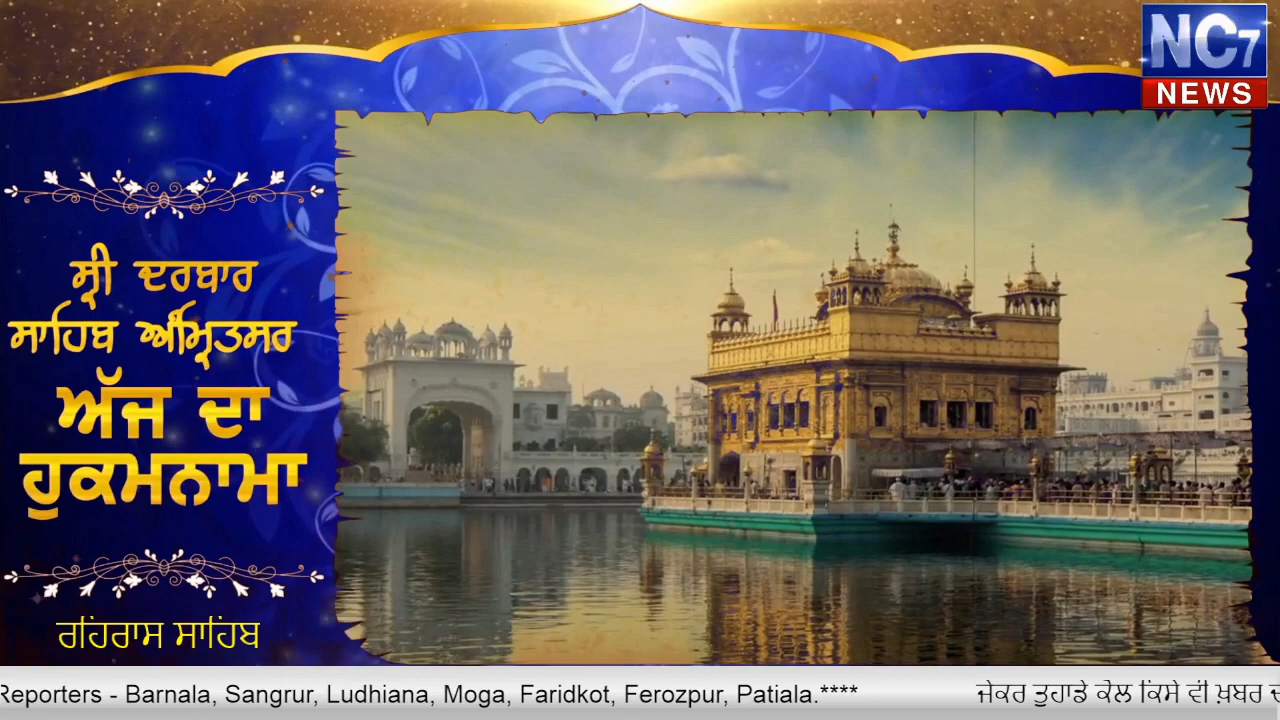 NC7
NEWS
ਸ੍ਰੀ ਦਰਬਾਰ
ਸਾਹਿਬ ਅੰਮ੍ਰਿਤਸਰ
ਅੱਜ ਦਾ
ਹੁਕਮਨਾਮਾ
ਰਹਿਰਾਸ ਸਾਹਿਬ
Reporters - Barnala, Sangrur, Ludhiana, Moga, Faridkot, Ferozpur, Patiala.**** ਜੇਕਰ ਤੁਹਾਡੇ ਕੋਲ ਕਿਸੇ ਵੀ ਖ਼ਬਰ